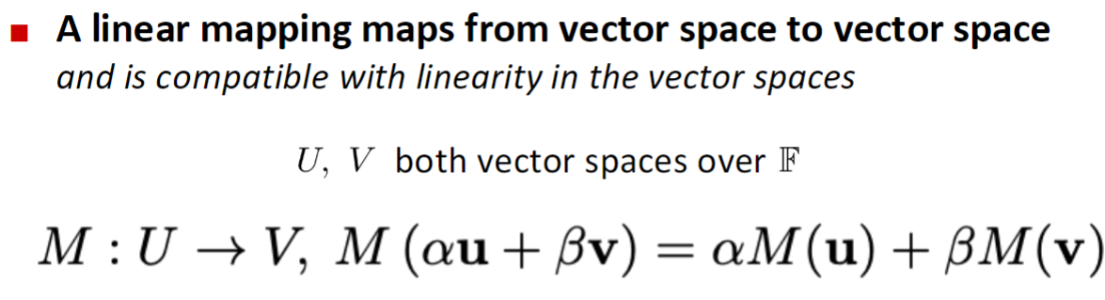 ▪ A linear mapping maps from vector space to vector space
and is compatible with linearity in the vector spaces
U, V both vector spaces over 𝔽
M : U → V, M (αu + βv) = αM(u) + βM(v)